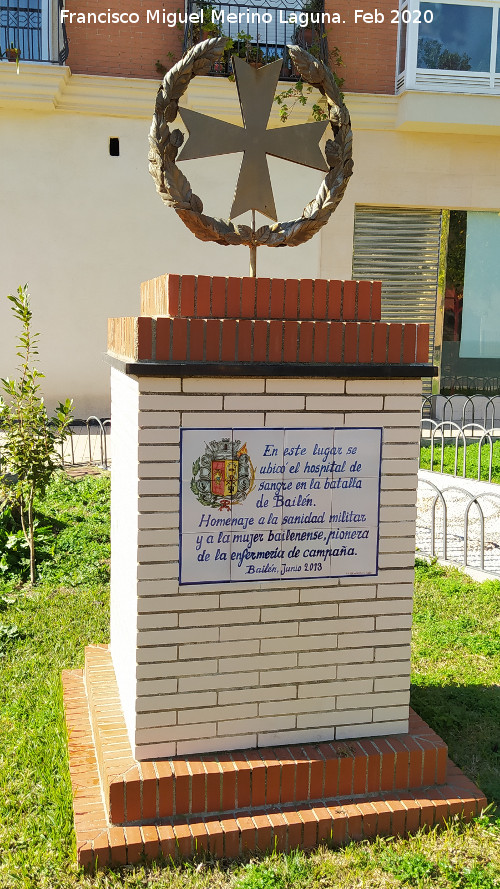 Francisco Miguel Merino Laguna. Feb 2020
En este lugar se
ubicó el hospital de
sangre en la batalla
de Bailén.
Homenaje a la sanidad militar
y a la mujer bailenense, pionera
de la enfermería de campaña.
Bailén, Junio 2013